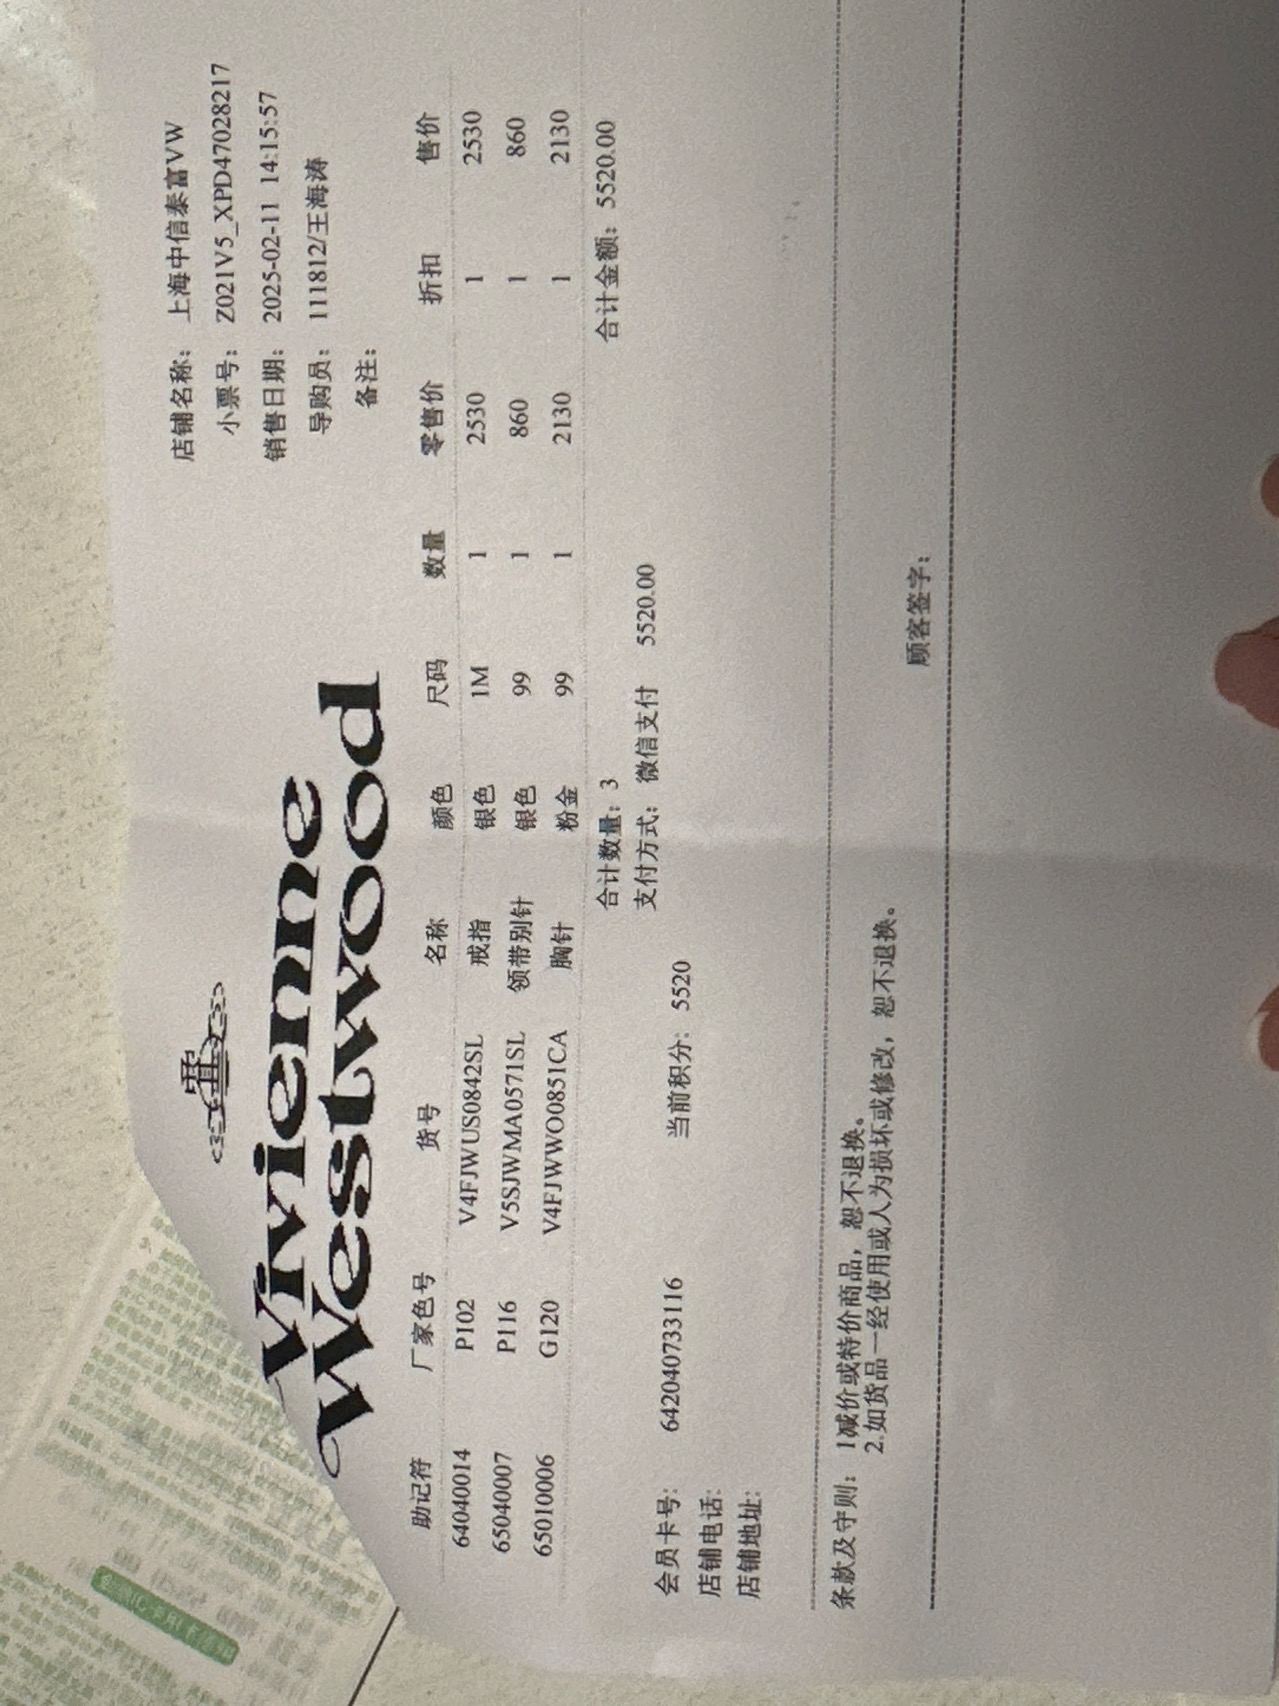 Vivienne
Westwood
店铺名称： 上海中信泰富VW
小票号： Z021V5_XPD47028217
销售日期： 2025-02-11 14:15:57
导购员： 111812/王海涛
备注：
助记符 厂家色号 货号 名称 颜色 尺码 数量 零售价 折扣 售价
64040014 P102 V4FJWUS0842SL 戒指 银色 1M 1 2530 1 2530
65040007 P116 V5SJWMA0571SL 领带别针 银色 99 1 860 1 860
65010006 G120 V4FJWWO0851CA 胸针 粉金 99 1 2130 1 2130
合计数量：3 合计金额：5520.00
支付方式： 微信支付 5520.00
会员卡号： 642040733116 当前积分： 5520
店铺电话：
店铺地址：
条款及守则： 1减价或特价商品，恕不退换。
2.如货品一经使用或人为损坏或修改，恕不退换。
顾客签字：